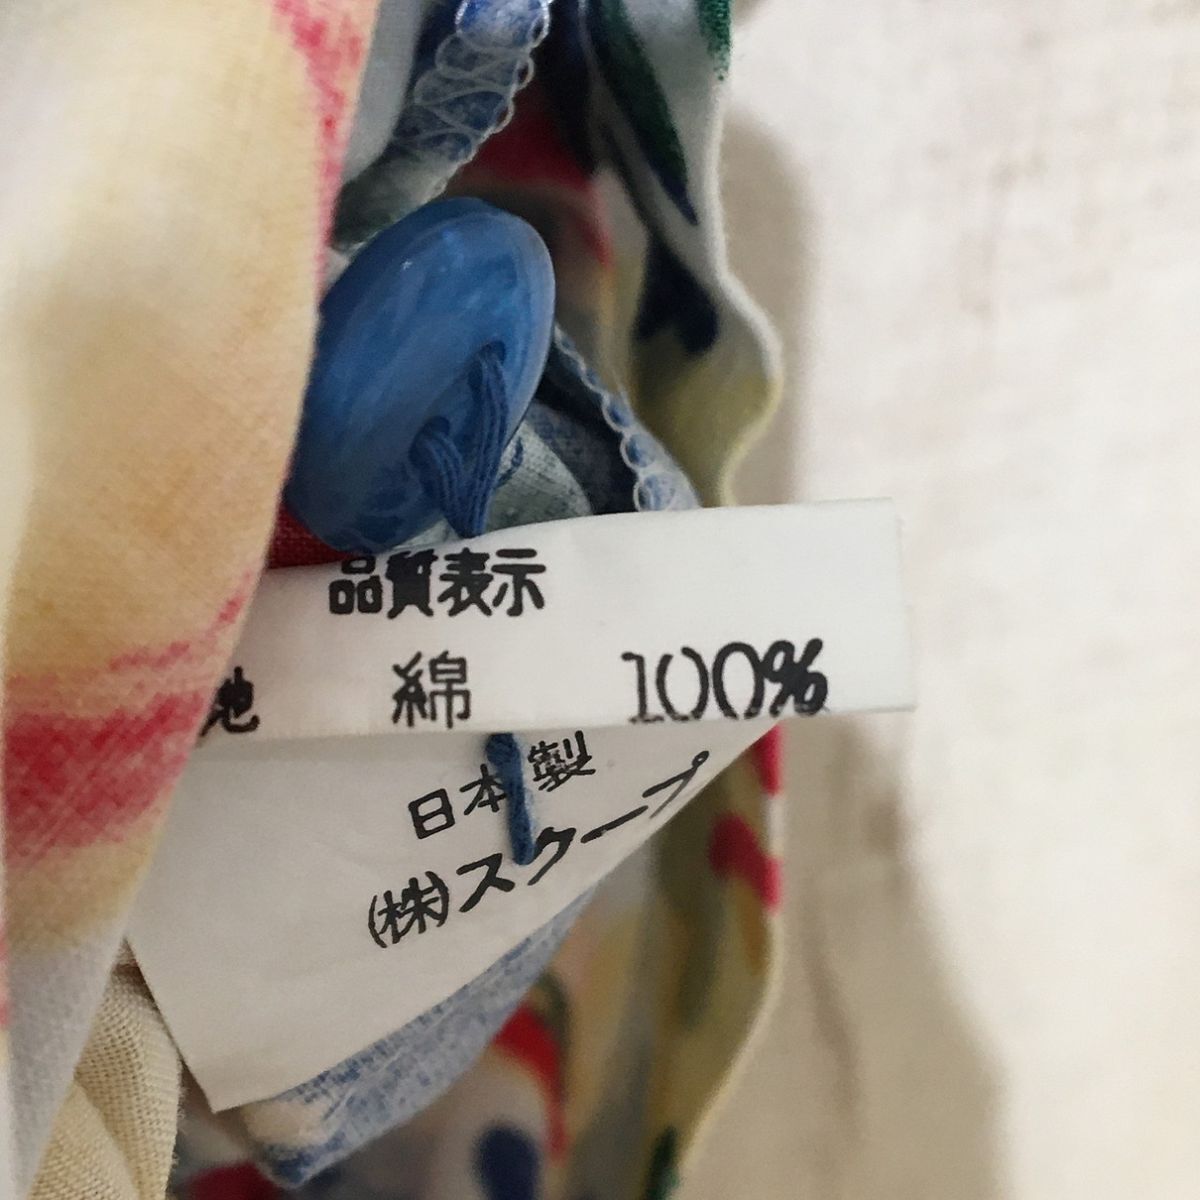 品質表示
地 綿 100%
日本製
(株)スクープ